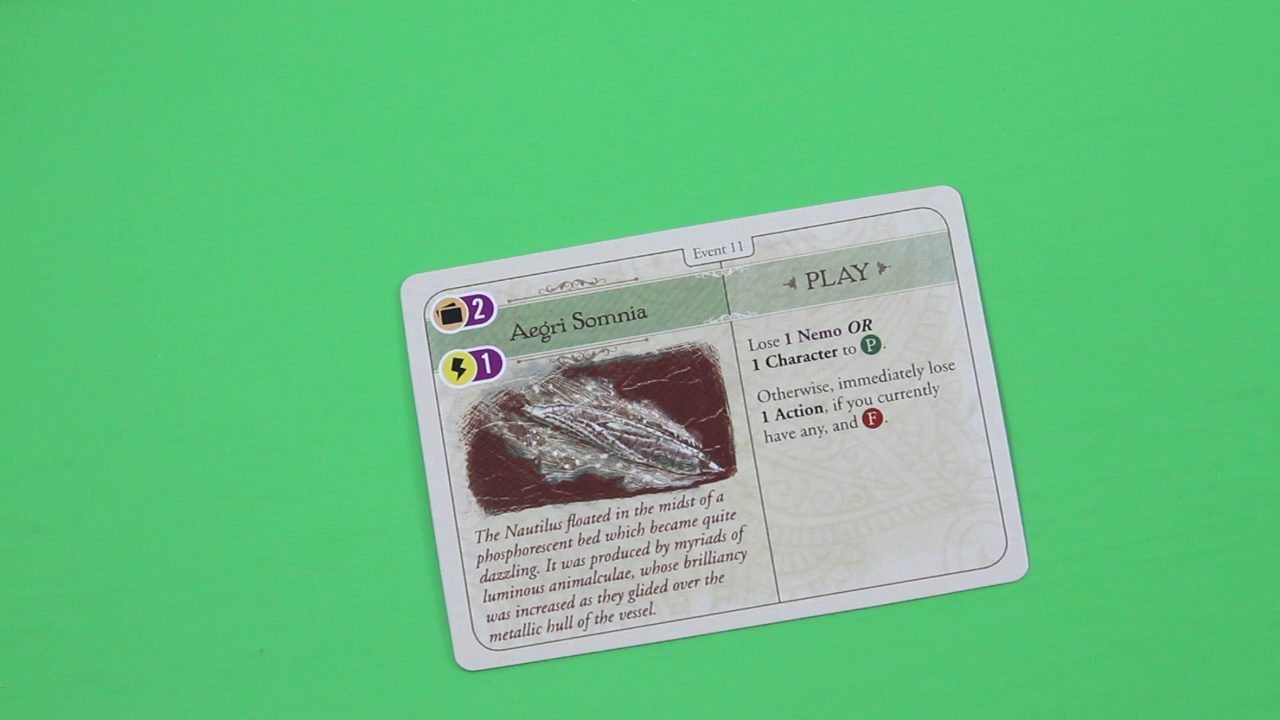 Event 11
2
1
Aegri Somnia
The Nautilus floated in the midst of a
phosphorescent bed which became quite
dazzling. It was produced by myriads of
luminous animalculae, whose brilliancy
was increased as they glided over the
metallic hull of the vessel.
PLAY
Lose 1 Nemo OR
1 Character to P.
Otherwise, immediately lose
1 Action, if you currently
have any, and F.